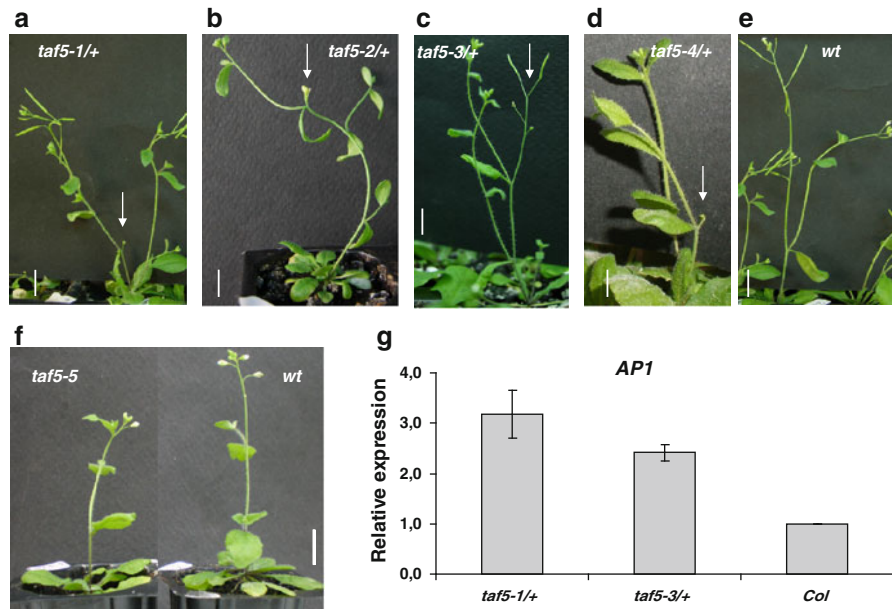 a
taf5-1/+
b
taf5-2/+
c
taf5-3/+
d
taf5-4/+
e
wt
f
taf5-5
wt
g
AP1
Relative expression
4,0
3,0
2,0
1,0
0,0
taf5-1/+
taf5-3/+
Col